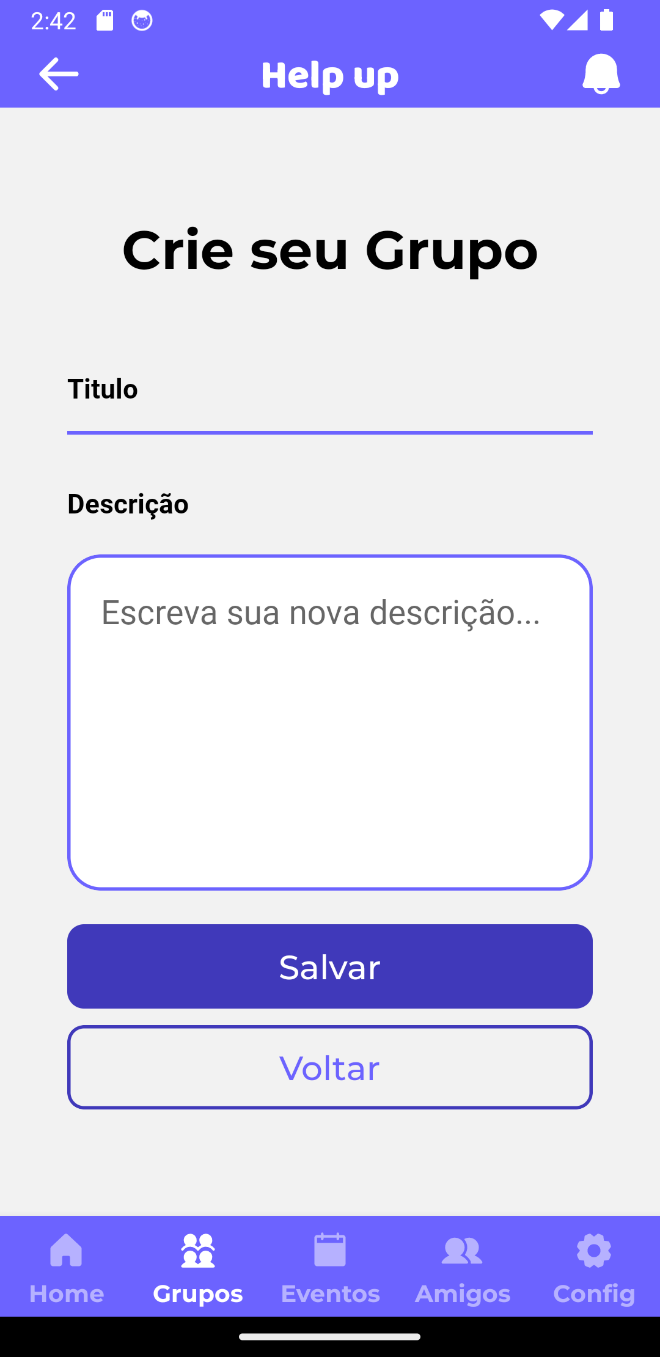 2:42
Help up
Crie seu Grupo
Titulo
Descrição
Escreva sua nova descrição...
Salvar
Voltar
Home Grupos Eventos Amigos Config